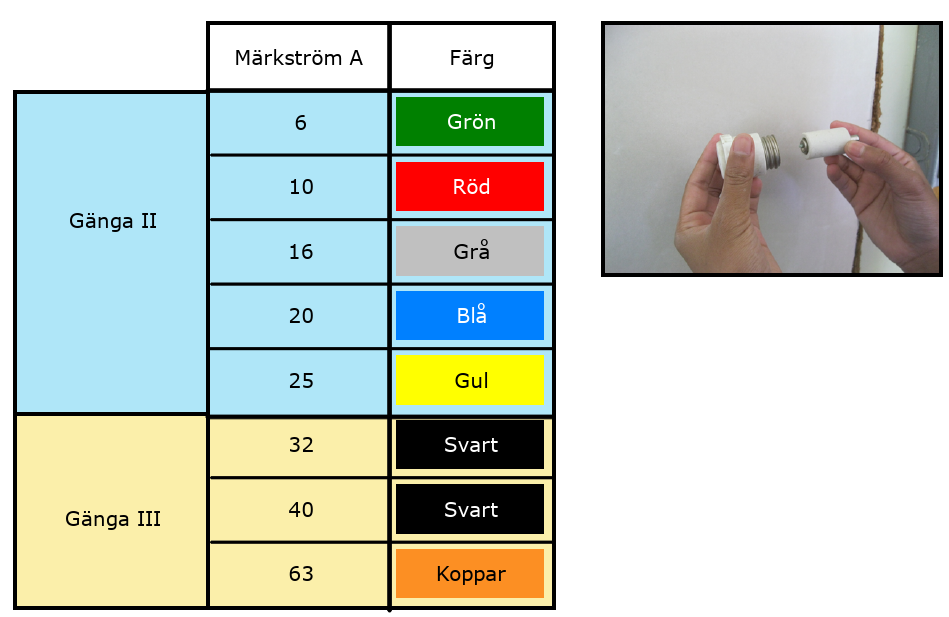 Märkström A Färg
Gänga II
6 Grön
10 Röd
16 Grå
20 Blå
25 Gul
Gänga III
32 Svart
40 Svart
63 Koppar